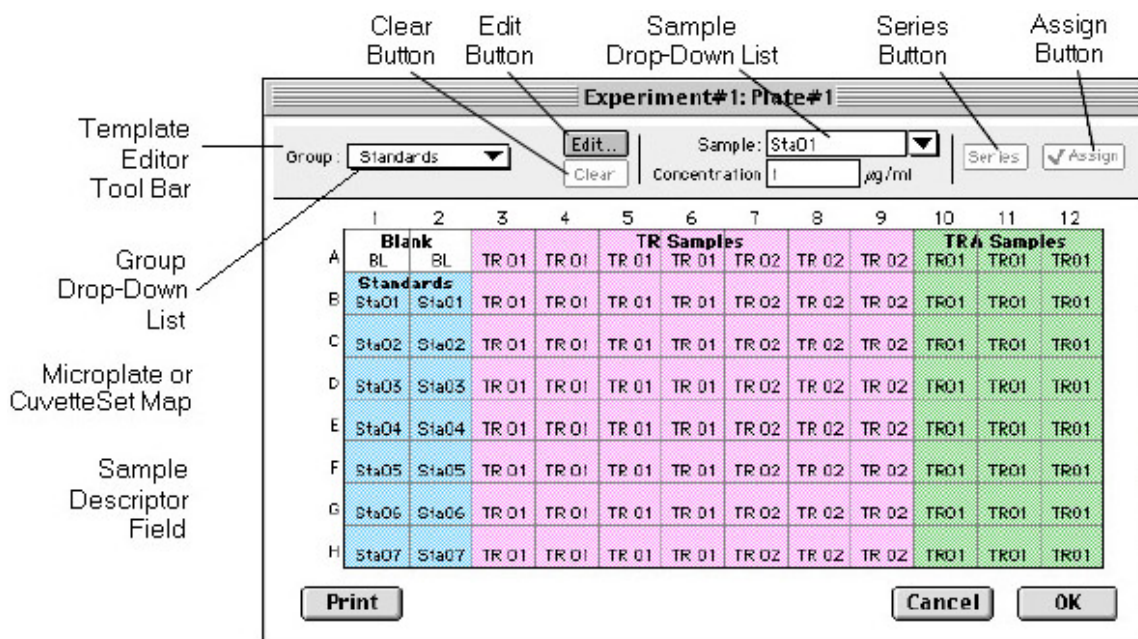 Clear
Button
Edit
Button
Sample
Drop-Down List
Series
Button
Assign
Button
Template
Editor
Tool Bar
Group
Drop-Down
List
Microplate or
CuvetteSet Map
Sample
Descriptor
Field
Experiment#1: Plate#1
Group: Standards Edit.. Sample: Sta01 Series Assign
Clear Concentration 1 µg/ml
1 2 3 4 5 6 7 8 9 10 11 12
Blank TR Samples TRA Samples
A BL BL TR 01 TR 01 TR 01 TR 01 TR 02 TR 02 TR 02 TR01 TR01 TR01
Standards
B Sta01 Sta01 TR 01 TR 01 TR 01 TR 01 TR 02 TR 02 TR 02 TR01 TR01 TR01
C Sta02 Sta02 TR 01 TR 01 TR 01 TR 01 TR 02 TR 02 TR 02 TR01 TR01 TR01
D Sta03 Sta03 TR 01 TR 01 TR 01 TR 01 TR 02 TR 02 TR 02 TR01 TR01 TR01
E Sta04 Sta04 TR 01 TR 01 TR 01 TR 01 TR 02 TR 02 TR 02 TR01 TR01 TR01
F Sta05 Sta05 TR 01 TR 01 TR 01 TR 01 TR 02 TR 02 TR 02 TR01 TR01 TR01
G Sta06 Sta06 TR 01 TR 01 TR 01 TR 01 TR 02 TR 02 TR 02 TR01 TR01 TR01
H Sta07 Sta07 TR 01 TR 01 TR 01 TR 01 TR 02 TR 02 TR 02 TR01 TR01 TR01
Print Cancel OK